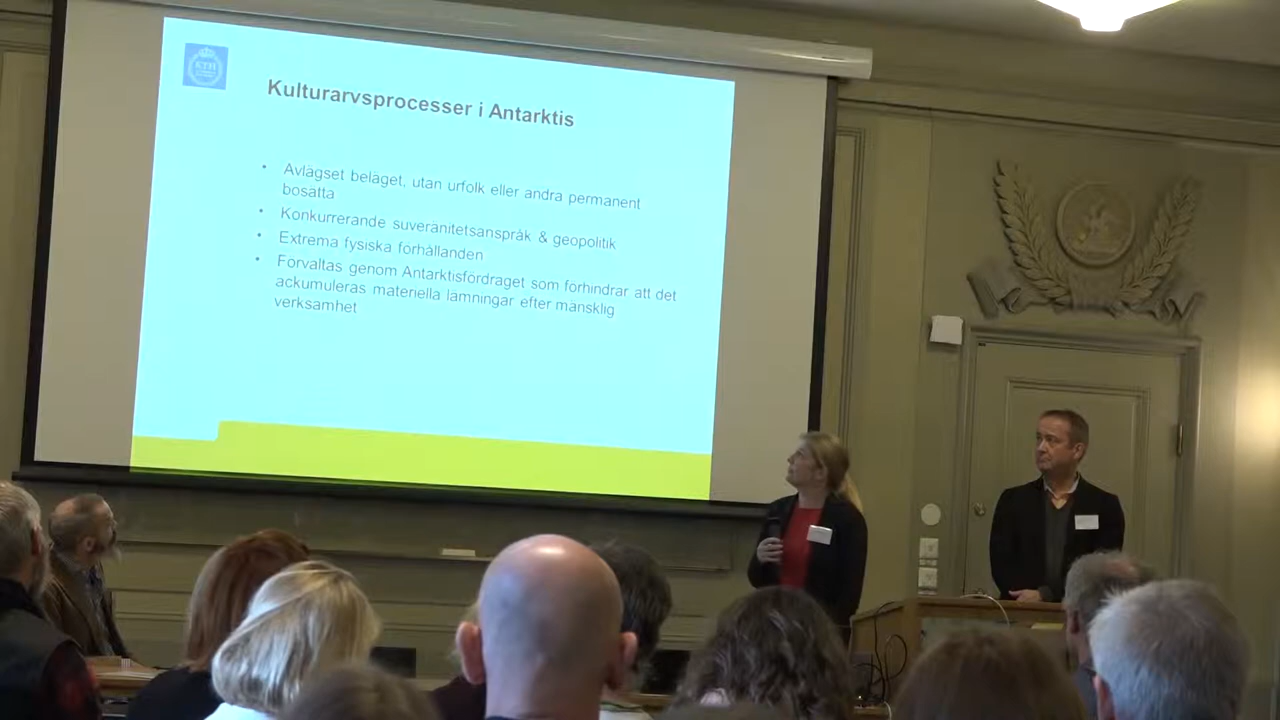 KTH
Kulturarvsprocesser i Antarktis
• Avlägset beläget, utan urfolk eller andra permanent
bosatta
• Konkurrerande suveränitetsanspråk & geopolitik
• Extrema fysiska förhållanden
• Förvaltas genom Antarktisfördraget som förhindrar att det
ackumuleras materiella lämningar efter mänsklig
verksamhet